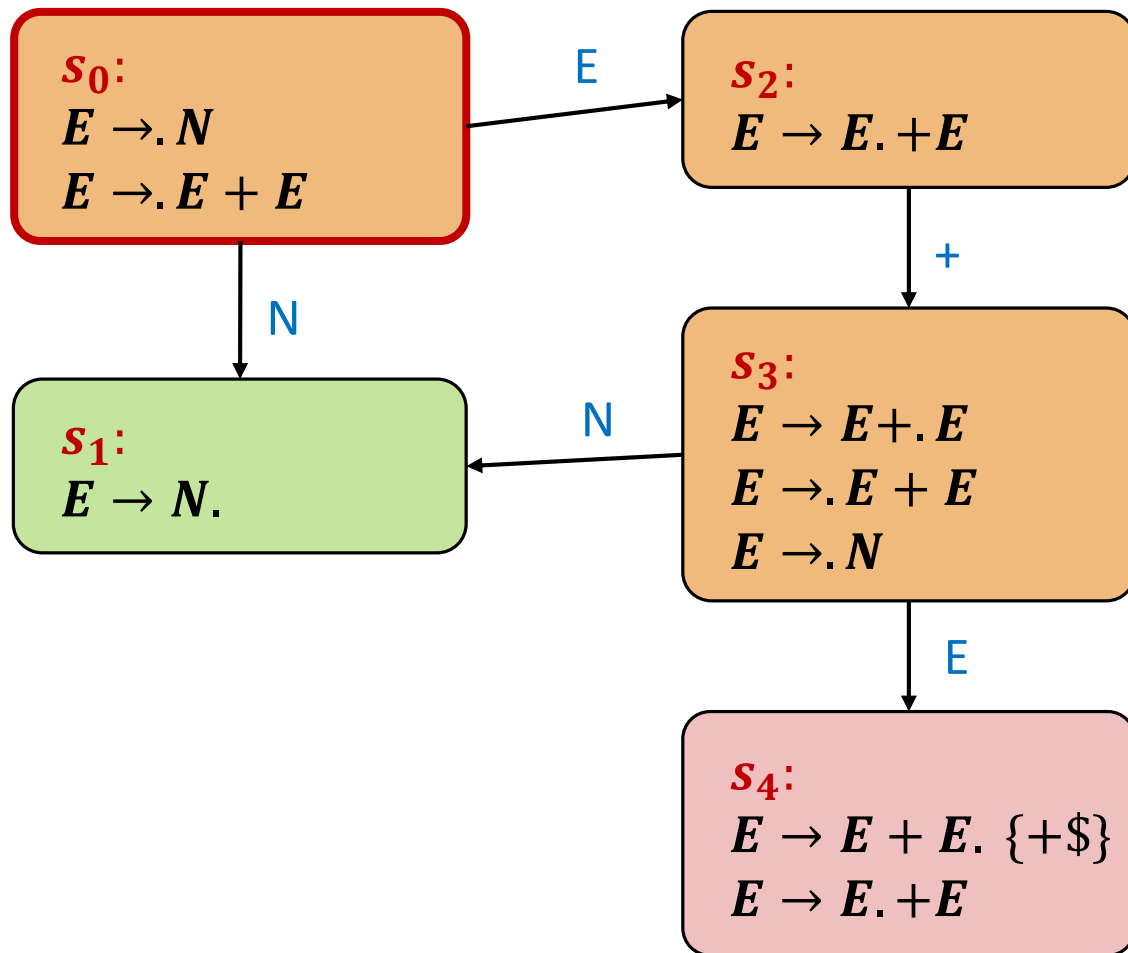 s₀:
E →. N
E →. E + E
E
s₂:
E → E. +E
N
+
s₁:
E → N.
N
s₃:
E → E+. E
E →. E + E
E →. N
E
s₄:
E → E + E. {+$}
E → E. +E